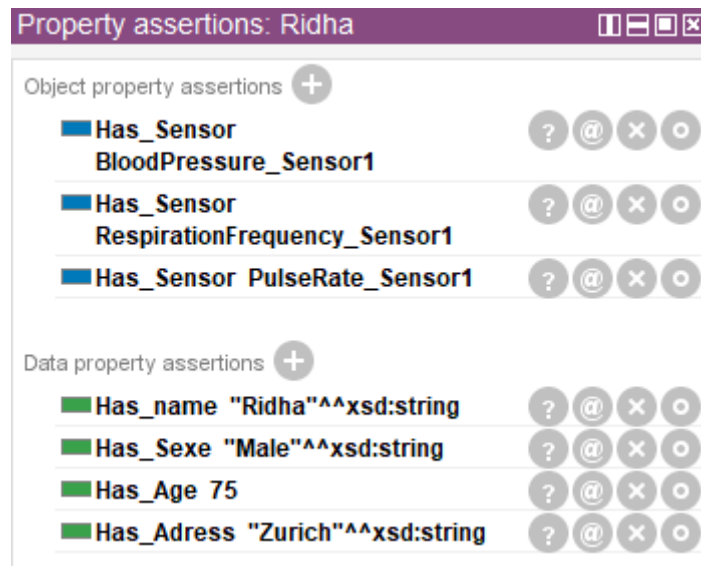 Property assertions: Ridha
Object property assertions
Has_Sensor
BloodPressure_Sensor1
Has_Sensor
RespirationFrequency_Sensor1
Has_Sensor PulseRate_Sensor1
Data property assertions
Has_name "Ridha"^^xsd:string
Has_Sexe "Male"^^xsd:string
Has_Age 75
Has_Adress "Zurich"^^xsd:string